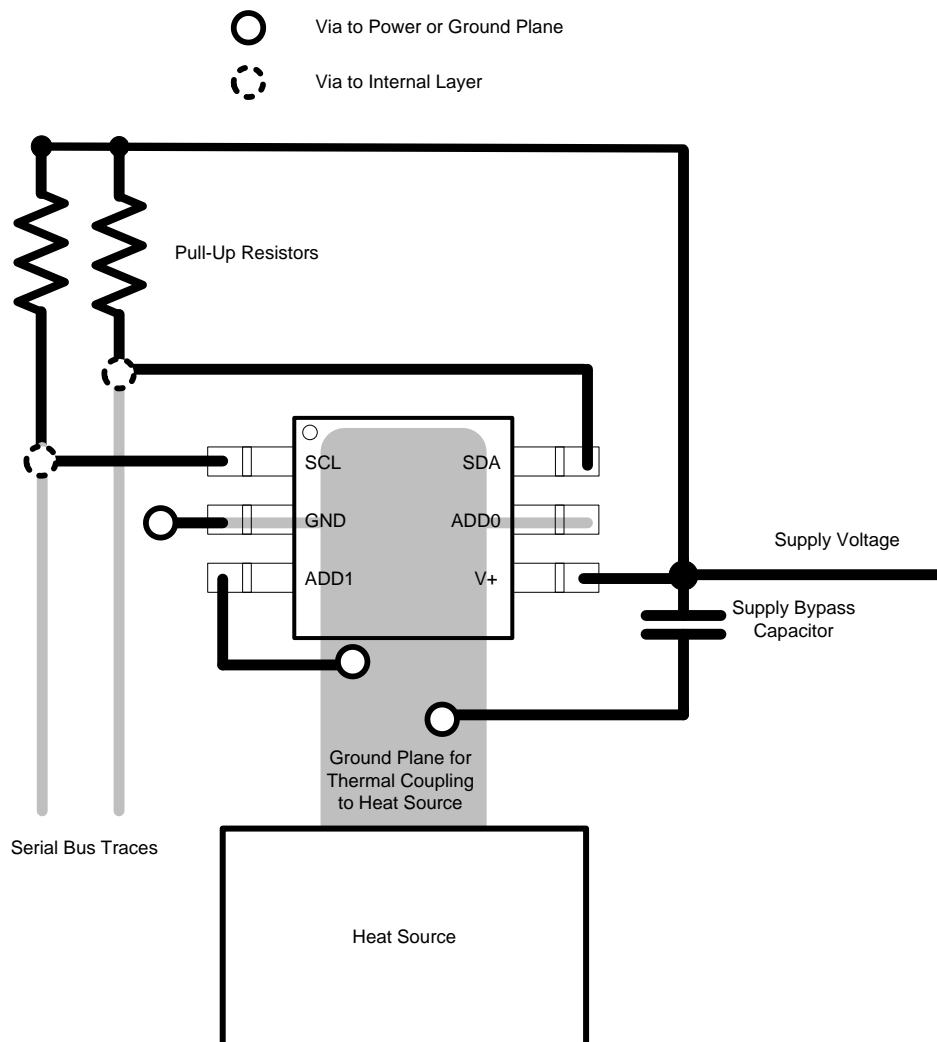 Via to Power or Ground Plane
Via to Internal Layer
Pull-Up Resistors
SCL
SDA
GND
ADD0
ADD1
V+
Supply Voltage
Supply Bypass
Capacitor
Ground Plane for
Thermal Coupling
to Heat Source
Serial Bus Traces
Heat Source